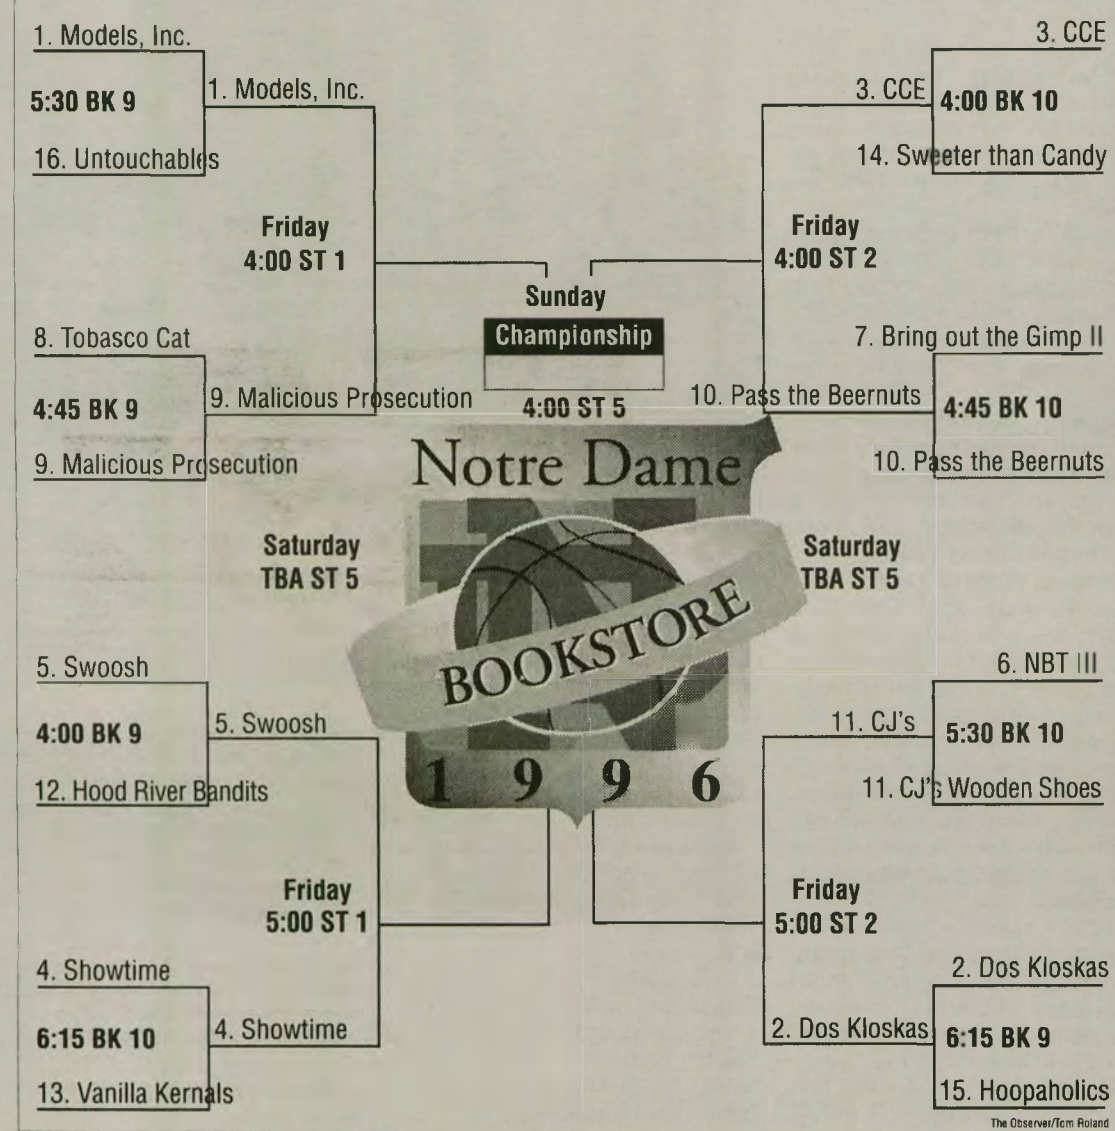 1. Models, Inc.
5:30 BK 9
16. Untouchables
1. Models, Inc.
Friday
4:00 ST 1
8. Tobasco Cat
4:45 BK 9
9. Malicious Prosecution
9. Malicious Prosecution
Saturday
TBA ST 5
5. Swoosh
4:00 BK 9
12. Hood River Bandits
5. Swoosh
Friday
5:00 ST 1
4. Showtime
6:15 BK 10
13. Vanilla Kernals
4. Showtime
Sunday
Championship
4:00 ST 5
Notre Dame
BOOKSTORE
1996
3. CCE
4:00 BK 10
14. Sweeter than Candy
3. CCE
Friday
4:00 ST 2
7. Bring out the Gimp II
4:45 BK 10
10. Pass the Beernuts
10. Pass the Beernuts
Saturday
TBA ST 5
6. NBT III
5:30 BK 10
11. CJ's Wooden Shoes
11. CJ's
Friday
5:00 ST 2
2. Dos Kloskas
6:15 BK 9
15. Hoopaholics
2. Dos Kloskas
The Observer/Tom Roland